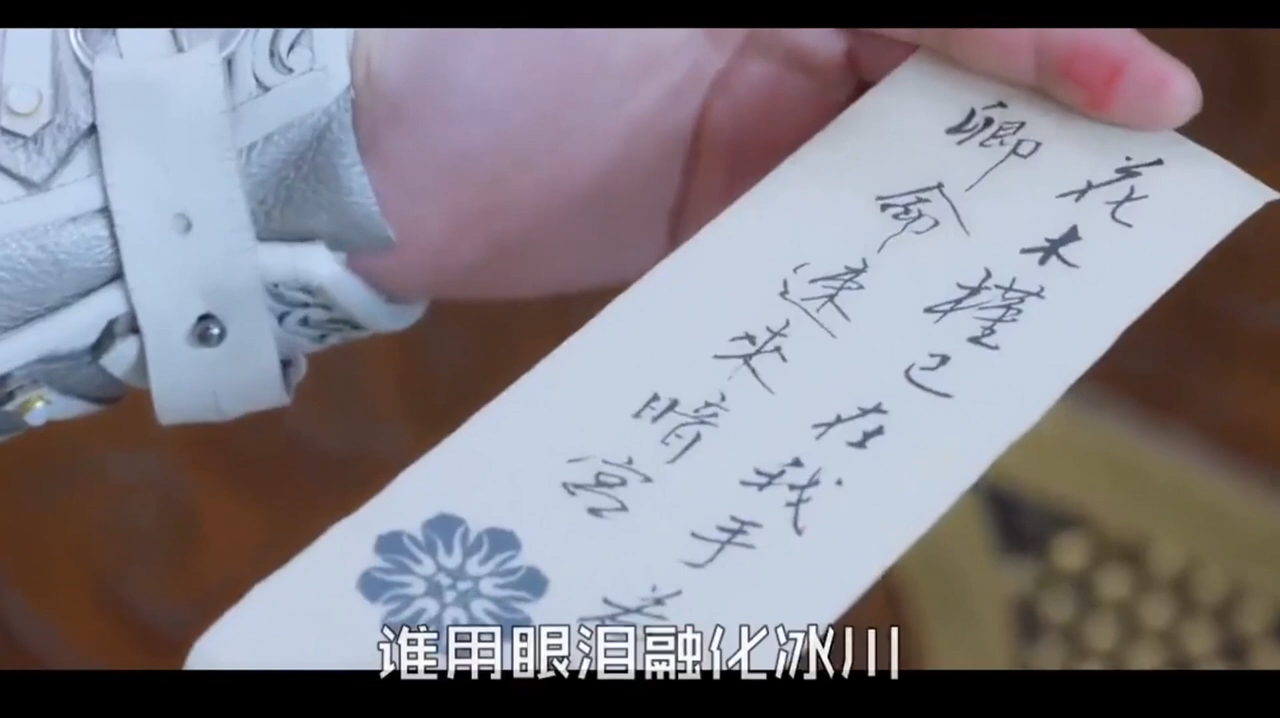 花木槿已在我手
卿命速来暗宫
谁用眼泪融化冰川